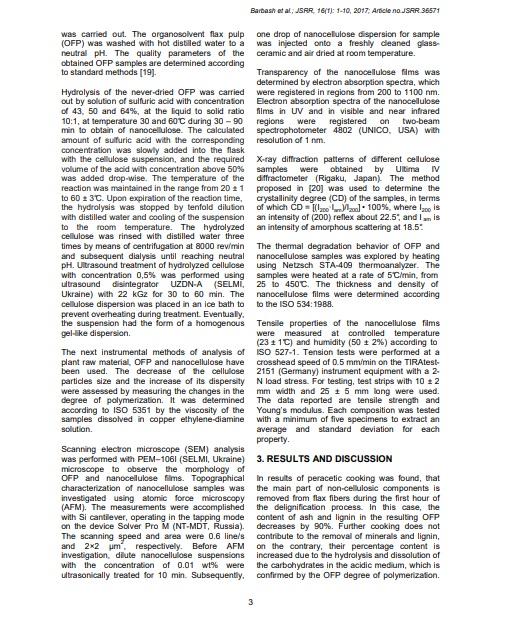 Barbash et al.; JSRR, 16(1): 1-10, 2017; Article no.JSRR.36571
was carried out. The organosolvent flax pulp
(OFP) was washed with hot distilled water to a
neutral pH. The quality parameters of the
obtained OFP samples are determined according
to standard methods [19].
Hydrolysis of the never-dried OFP was carried
out by solution of sulfuric acid with concentration
of 43, 50 and 64%, at the liquid to solid ratio
10:1, at temperature 30 and 60℃ during 30 – 90
min to obtain of nanocellulose. The calculated
amount of sulfuric acid with the corresponding
concentration was slowly added into the flask
with the cellulose suspension, and the required
volume of the acid with concentration above 50%
was added drop-wise. The temperature of the
reaction was maintained in the range from 20 ± 1
to 60 ± 3℃. Upon expiration of the reaction time,
the hydrolysis was stopped by tenfold dilution
with distilled water and cooling of the suspension
to the room temperature. The hydrolyzed
cellulose was rinsed with distilled water three
times by means of centrifugation at 8000 rev/min
and subsequent dialysis until reaching neutral
pH. Ultrasound treatment of hydrolyzed cellulose
with concentration 0,5% was performed using
ultrasound disintegrator UZDN-A (SELMI,
Ukraine) with 22 kGz for 30 to 60 min. The
cellulose dispersion was placed in an ice bath to
prevent overheating during treatment. Eventually,
the suspension had the form of a homogenous
gel-like dispersion.
The next instrumental methods of analysis of
plant raw material, OFP and nanocellulose have
been used. The decrease of the cellulose
particles size and the increase of its dispersity
were assessed by measuring the changes in the
degree of polymerization. It was determined
according to ISO 5351 by the viscosity of the
samples dissolved in copper ethylene-diamine
solution.
Scanning electron microscope (SEM) analysis
was performed with PEM–106I (SELMI, Ukraine)
microscope to observe the morphology of
OFP and nanocellulose films. Topographical
characterization of nanocellulose samples was
investigated using atomic force microscopy
(AFM). The measurements were accomplished
with Si cantilever, operating in the tapping mode
on the device Solver Pro M (NT-MDT, Russia).
The scanning speed and area were 0.6 line/s
and 2×2 µm², respectively. Before AFM
investigation, dilute nanocellulose suspensions
with the concentration of 0.01 wt% were
ultrasonically treated for 10 min. Subsequently,
one drop of nanocellulose dispersion for sample
was injected onto a freshly cleaned glass-
ceramic and air dried at room temperature.
Transparency of the nanocellulose films was
determined by electron absorption spectra, which
were registered in regions from 200 to 1100 nm.
Electron absorption spectra of the nanocellulose
films in UV and in visible and near infrared
regions were registered on two-beam
spectrophotometer 4802 (UNICO, USA) with
resolution of 1 nm.
X-ray diffraction patterns of different cellulose
samples were obtained by Ultima IV
diffractometer (Rigaku, Japan). The method
proposed in [20] was used to determine the
crystallinity degree (CD) of the samples, in terms
of which CD = [(I₂₀₀-Iam)/I₂₀₀] • 100%, where I₂₀₀ is
an intensity of (200) reflex about 22.5°, and I am is
an intensity of amorphous scattering at 18.5°.
The thermal degradation behavior of OFP and
nanocellulose samples was explored by heating
using Netzsch STA-409 thermoanalyzer. The
samples were heated at a rate of 5℃/min, from
25 to 450℃. The thickness and density of
nanocellulose films were determined according
to the ISO 534:1988.
Tensile properties of the nanocellulose films
were measured at controlled temperature
(23 ± 1℃) and humidity (50 ± 2%) according to
ISO 527-1. Tension tests were performed at a
crosshead speed of 0.5 mm/min on the TIRAtest-
2151 (Germany) instrument equipment with a 2-
N load stress. For testing, test strips with 10 ± 2
mm width and 25 ± 5 mm long were used.
The data reported are tensile strength and
Young's modulus. Each composition was tested
with a minimum of five specimens to extract an
average and standard deviation for each
property.
3. RESULTS AND DISCUSSION
In results of peracetic cooking was found, that
the main part of non-cellulosic components is
removed from flax fibers during the first hour of
the delignification process. In this case, the
content of ash and lignin in the resulting OFP
decreases by 90%. Further cooking does not
contribute to the removal of minerals and lignin,
on the contrary, their percentage content is
increased due to the hydrolysis and dissolution of
the carbohydrates in the acidic medium, which is
confirmed by the OFP degree of polymerization.
3